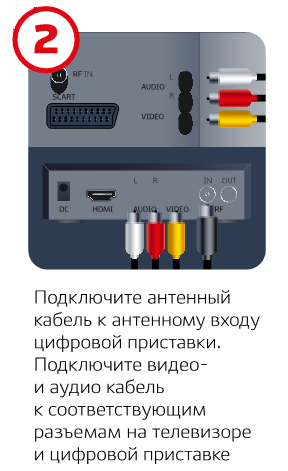 2
RF IN
L
AUDIO
R
SCART
VIDEO
L R IN OUT
DC HDMI AUDIO VIDEO RF
Подключите антенный
кабель к антенному входу
цифровой приставки.
Подключите видео-
и аудио кабель
к соответствующим
разъемам на телевизоре
и цифровой приставке